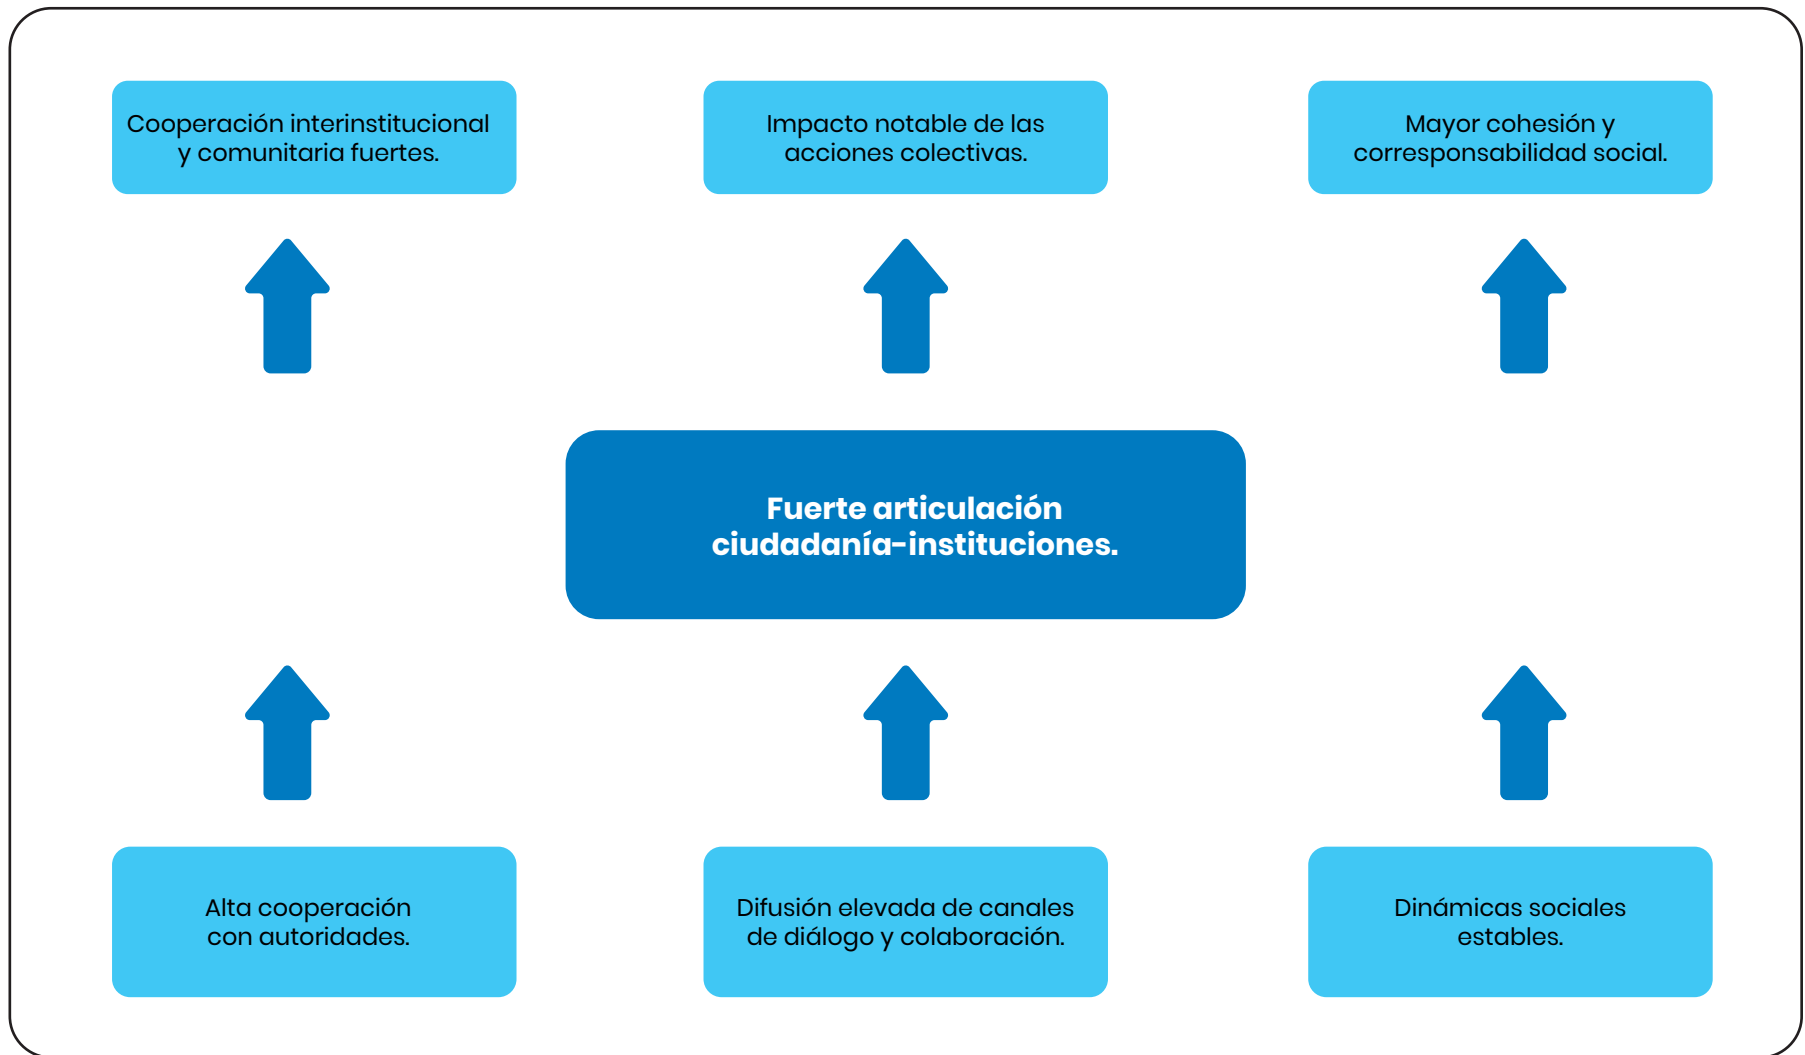 Cooperación interinstitucional
y comunitaria fuertes.
Impacto notable de las
acciones colectivas.
Mayor cohesión y
corresponsabilidad social.
Fuerte articulación
ciudadanía-instituciones.
Alta cooperación
con autoridades.
Difusión elevada de canales
de diálogo y colaboración.
Dinámicas sociales
estables.